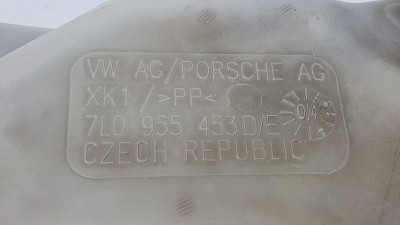 VW AG/PORSCHE AG
XK1 / >PP<
7L0 955 453 D/E
CZECH REPUBLIC